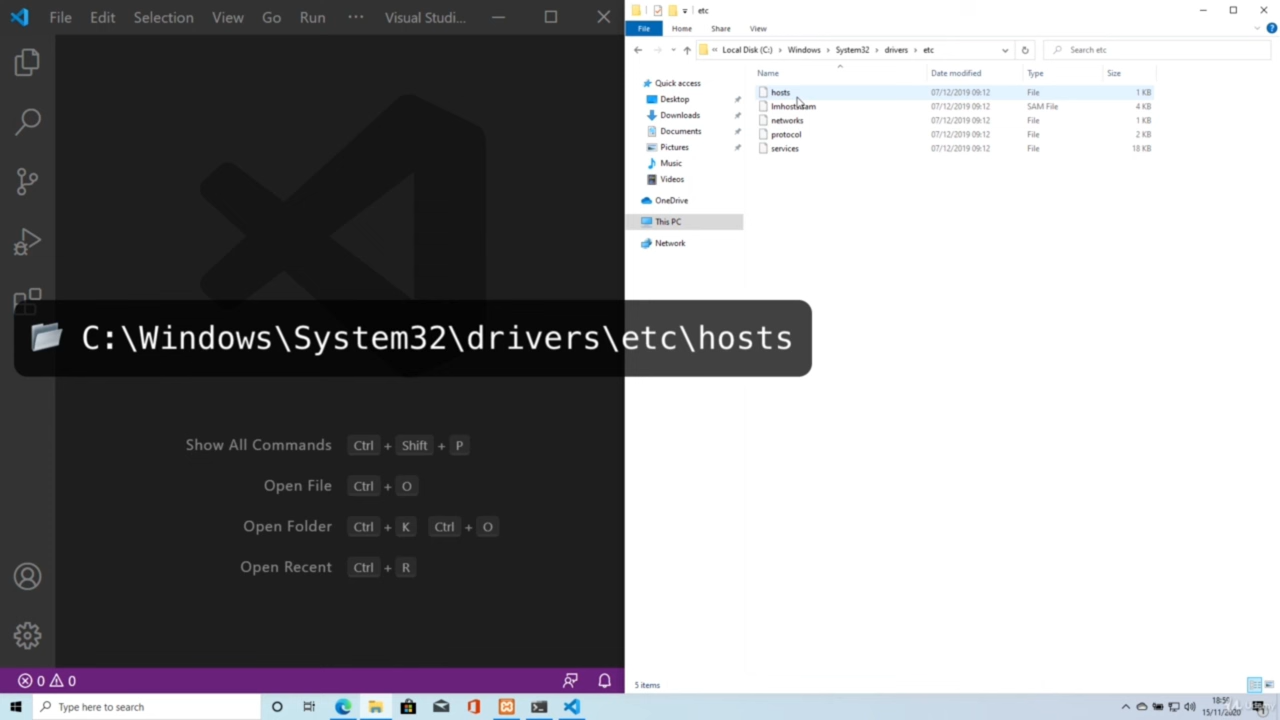 File Edit Selection View Go Run ··· ual Studi...
etc
File Home Share View
« Local Disk (C:) › Windows › System32 › drivers › etc
Search etc
Name Date modified Type Size
Quick access
Desktop
Downloads
Documents
Pictures
Music
Videos
OneDrive
This PC
Network
hosts 07/12/2019 09:12 File 1 KB
07/12/2019 09:12 SAM File 4 KB
networks 07/12/2019 09:12 File 1 KB
protocol 07/12/2019 09:12 File 2 KB
services 07/12/2019 09:12 File 18 KB
C:\Windows\System32\drivers\etc\hosts
Show All Commands Ctrl + Shift + P
Open File Ctrl + O
Open Folder Ctrl + K Ctrl + O
Open Recent Ctrl + R
0 0
5 items
Type here to search
15/11/2020